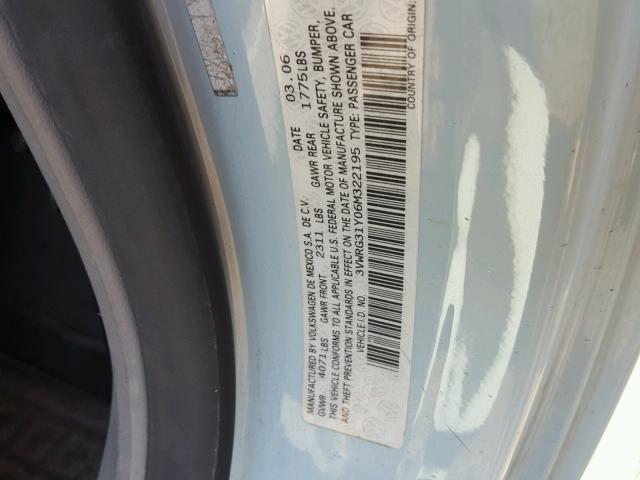 MANUFACTURED BY VOLKSWAGEN DE MEXICO S.A. DE C.V. DATE 03.06
GVWR 4071LBS GAWR FRONT 2311 LBS GAWR REAR 1775LBS
THIS VEHICLE CONFORMS TO ALL APPLICABLE U.S. FEDERAL MOTOR VEHICLE SAFETY, BUMPER,
AND THEFT PREVENTION STANDARDS IN EFFECT ON THE DATE OF MANUFACTURE SHOWN ABOVE.
VEHICLE I.D. NO. 3VWRG31Y06M322195 TYPE: PASSENGER CAR
COUNTRY OF ORIGIN: